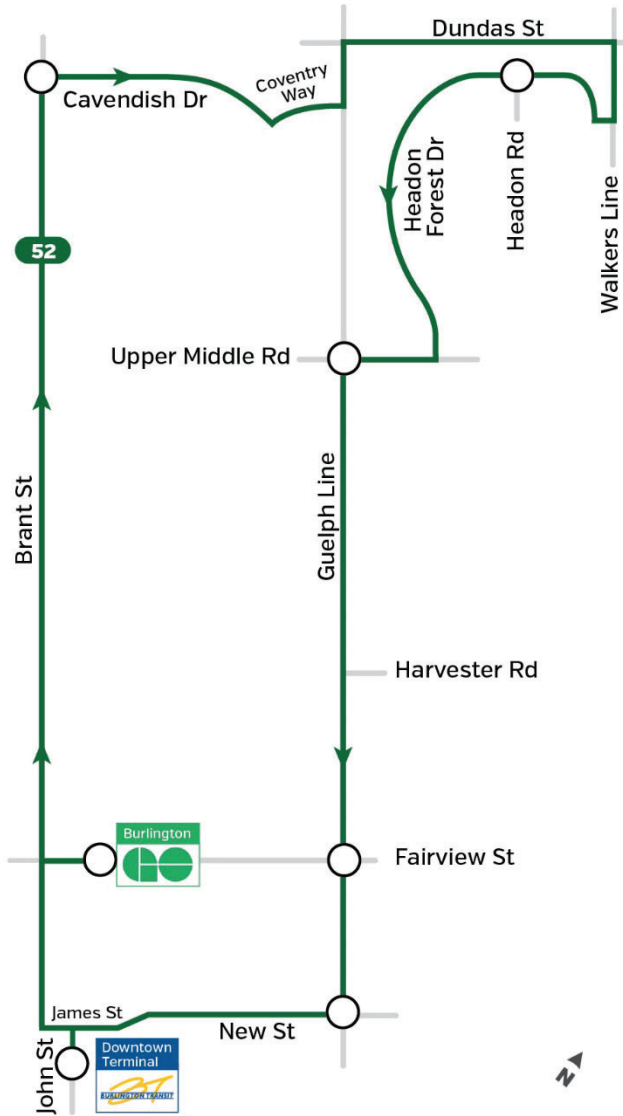 Dundas St
Coventry
Way
Cavendish Dr
Headon
Forest Dr
Headon Rd
Walkers Line
52
Upper Middle Rd
Brant St
Guelph Line
Harvester Rd
Burlington
GO
Fairview St
James St
New St
John St
Downtown
Terminal
BT
BURLINGTON TRANSIT
N